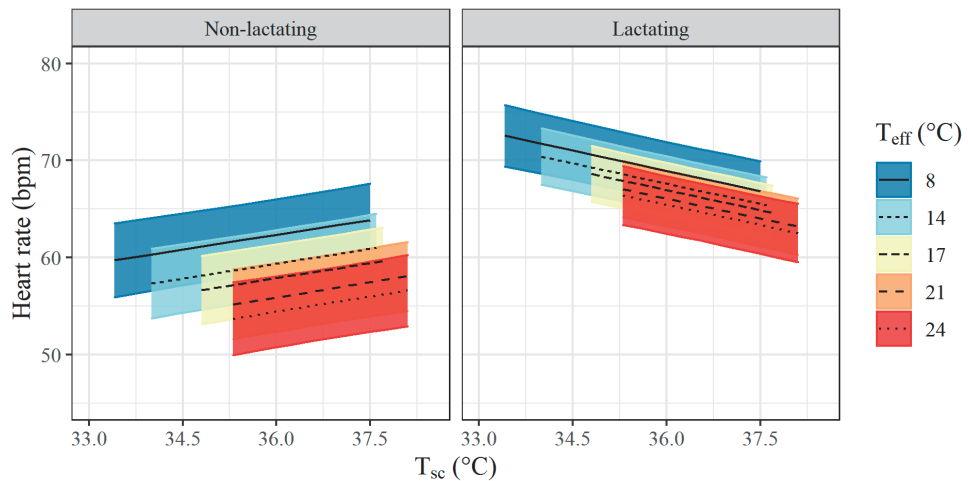 Non-lactating Lactating
80
70
60
50
Heart rate (bpm)
33.0 34.5 36.0 37.5 33.0 34.5 36.0 37.5
Tsc (°C)
Teff (°C)
8
14
17
21
24